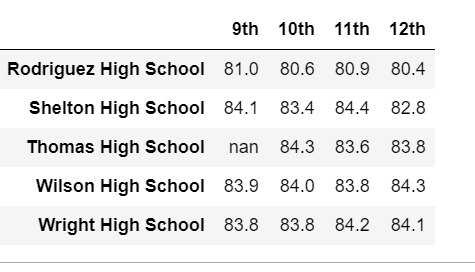 9th 10th 11th 12th
Rodriguez High School 81.0 80.6 80.9 80.4
Shelton High School 84.1 83.4 84.4 82.8
Thomas High School nan 84.3 83.6 83.8
Wilson High School 83.9 84.0 83.8 84.3
Wright High School 83.8 83.8 84.2 84.1